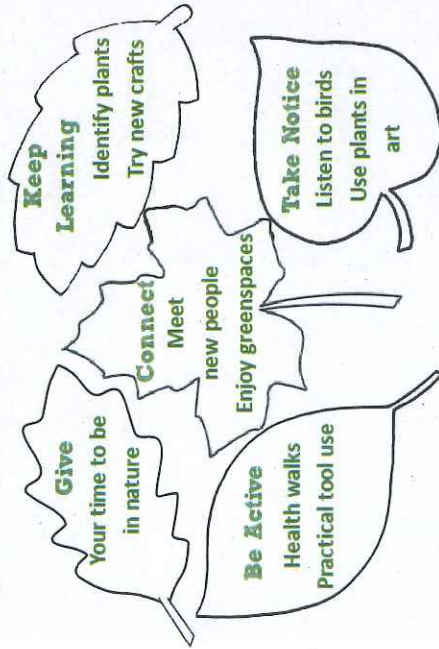 Give
Your time to be
in nature
Keep
Learning
Identify plants
Try new crafts
Connect
Meet
new people
Enjoy greenspaces
Be Active
Health walks
Practical tool use
Take Notice
Listen to birds
Use plants in
art